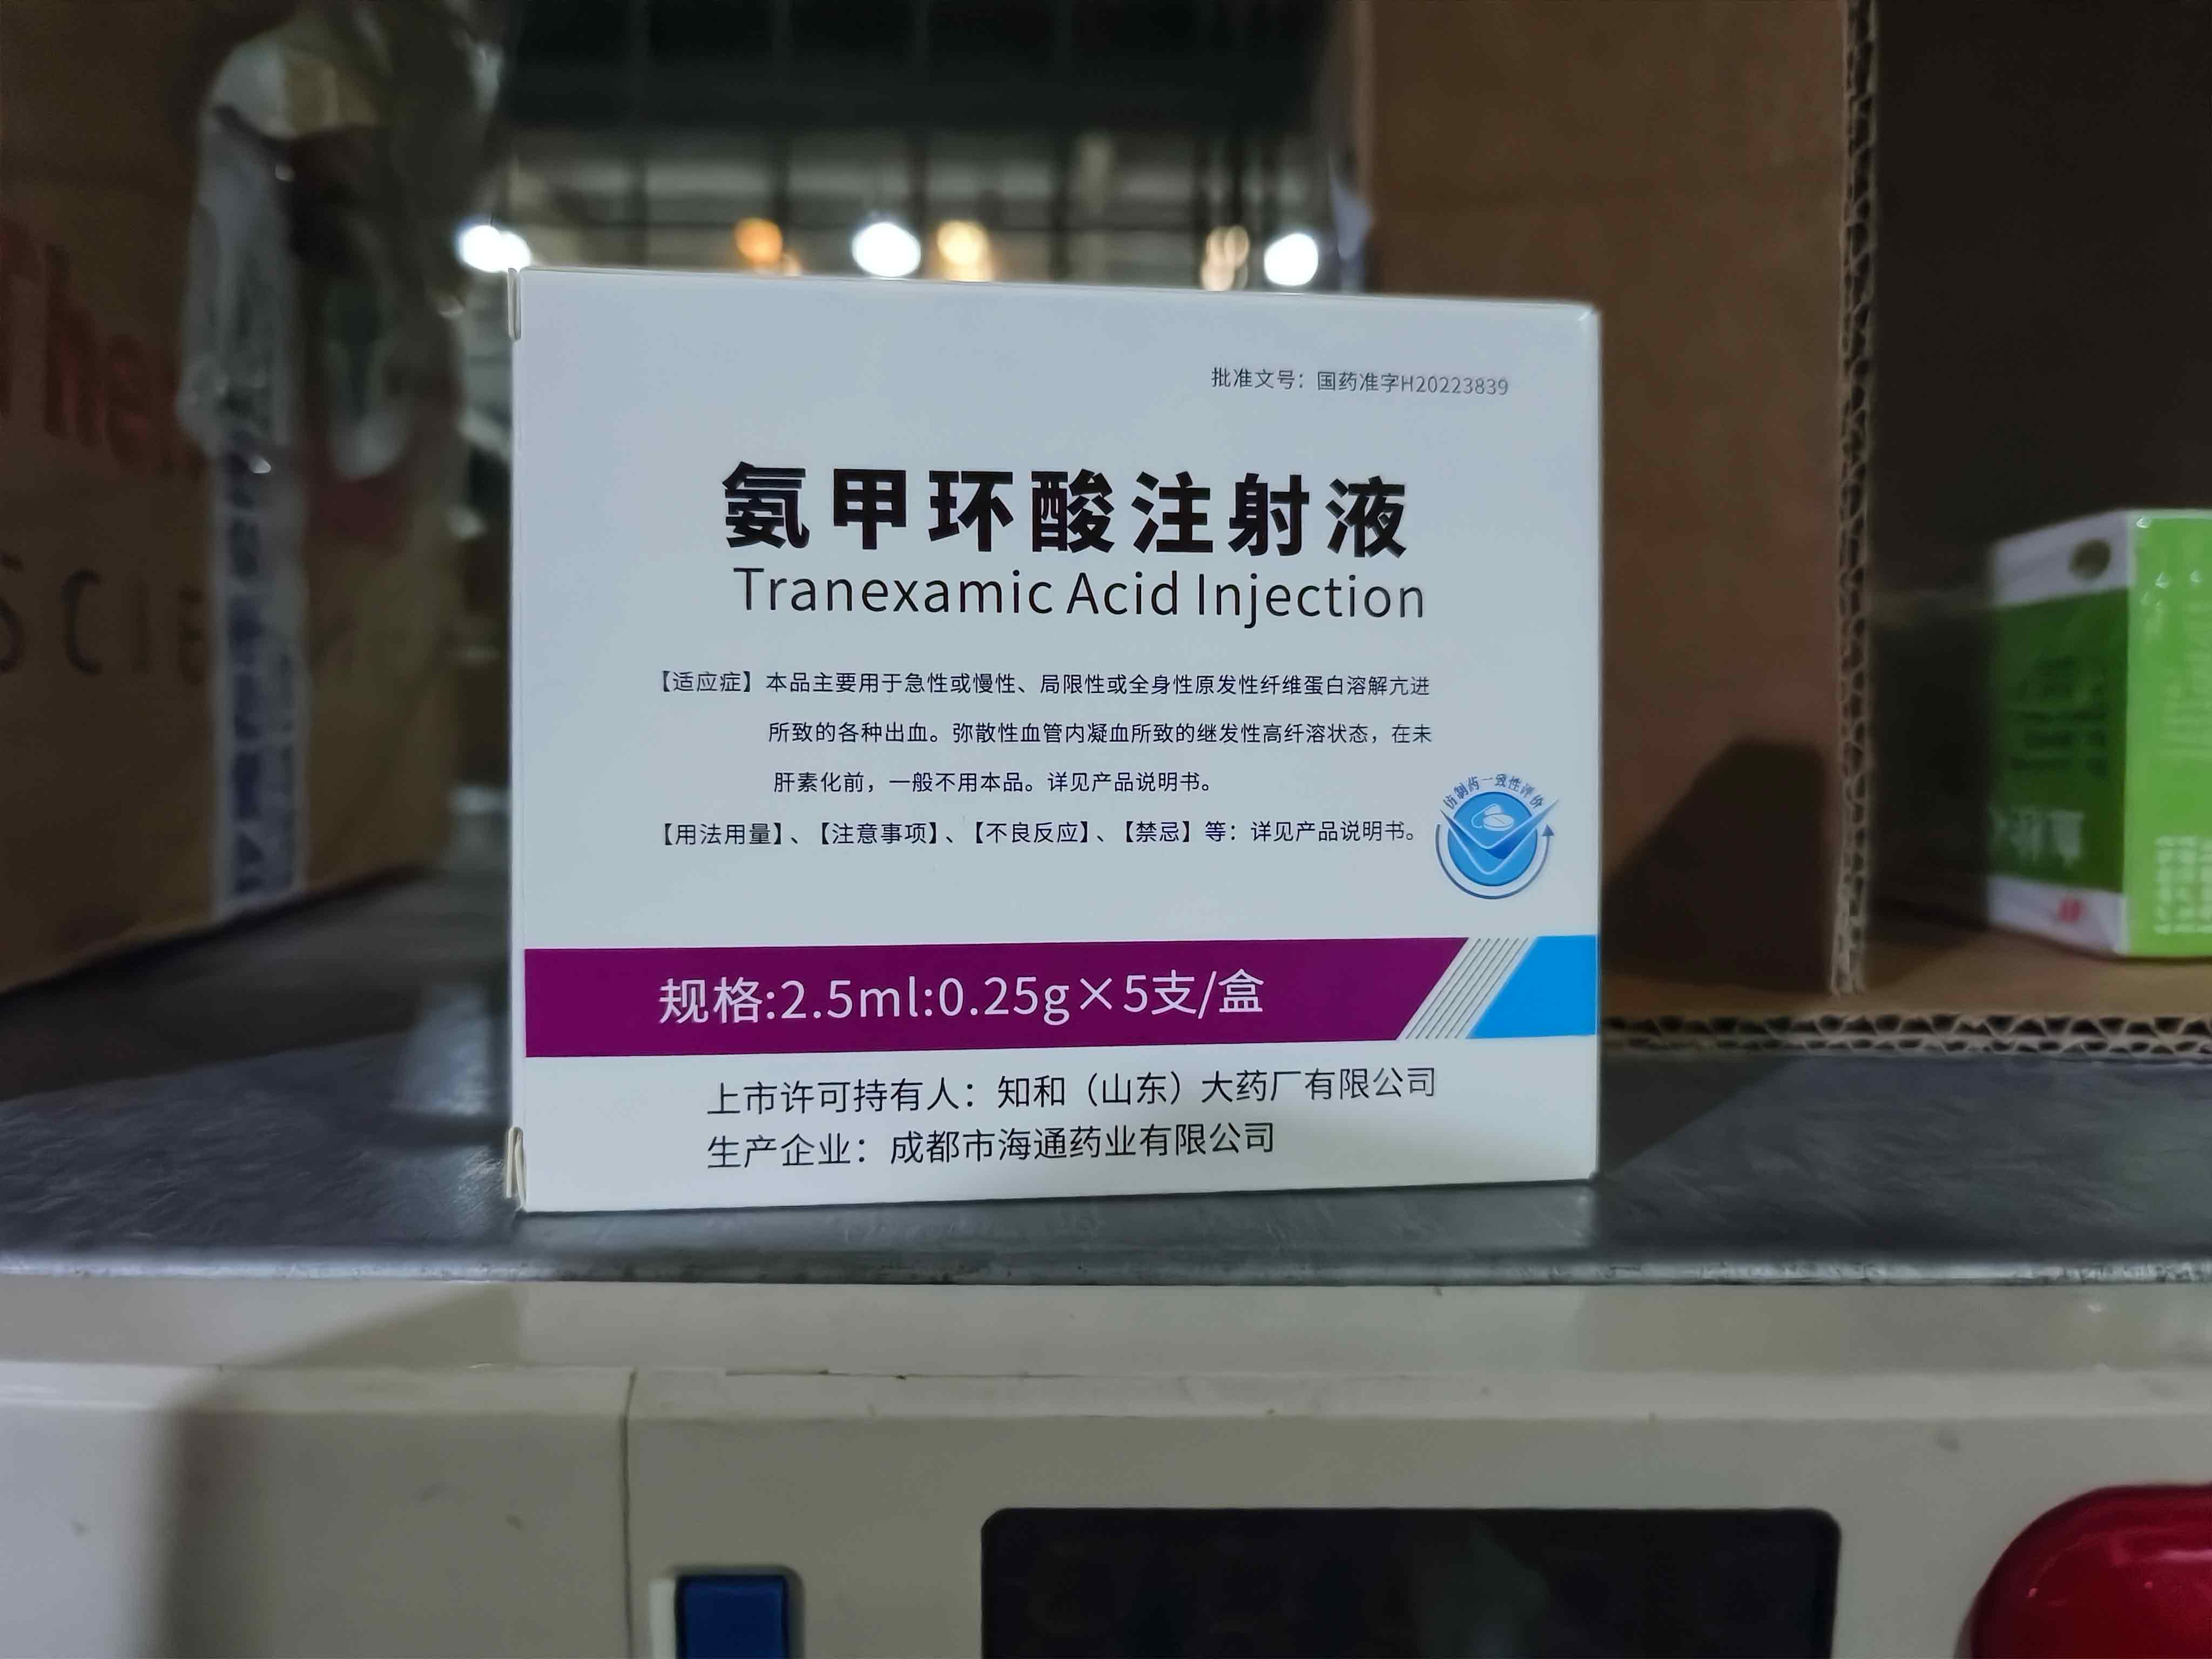 批准文号：国药准字H20223839
氨甲环酸注射液
Tranexamic Acid Injection
【适应症】本品主要用于急性或慢性、局限性或全身性原发性纤维蛋白溶解亢进
所致的各种出血。弥散性血管内凝血所致的继发性高纤溶状态，在未
肝素化前，一般不用本品。详见产品说明书。
仿制药一致性评价
【用法用量】、【注意事项】、【不良反应】、【禁忌】等：详见产品说明书。
规格:2.5ml:0.25g×5支/盒
上市许可持有人：知和（山东）大药厂有限公司
生产企业：成都市海通药业有限公司